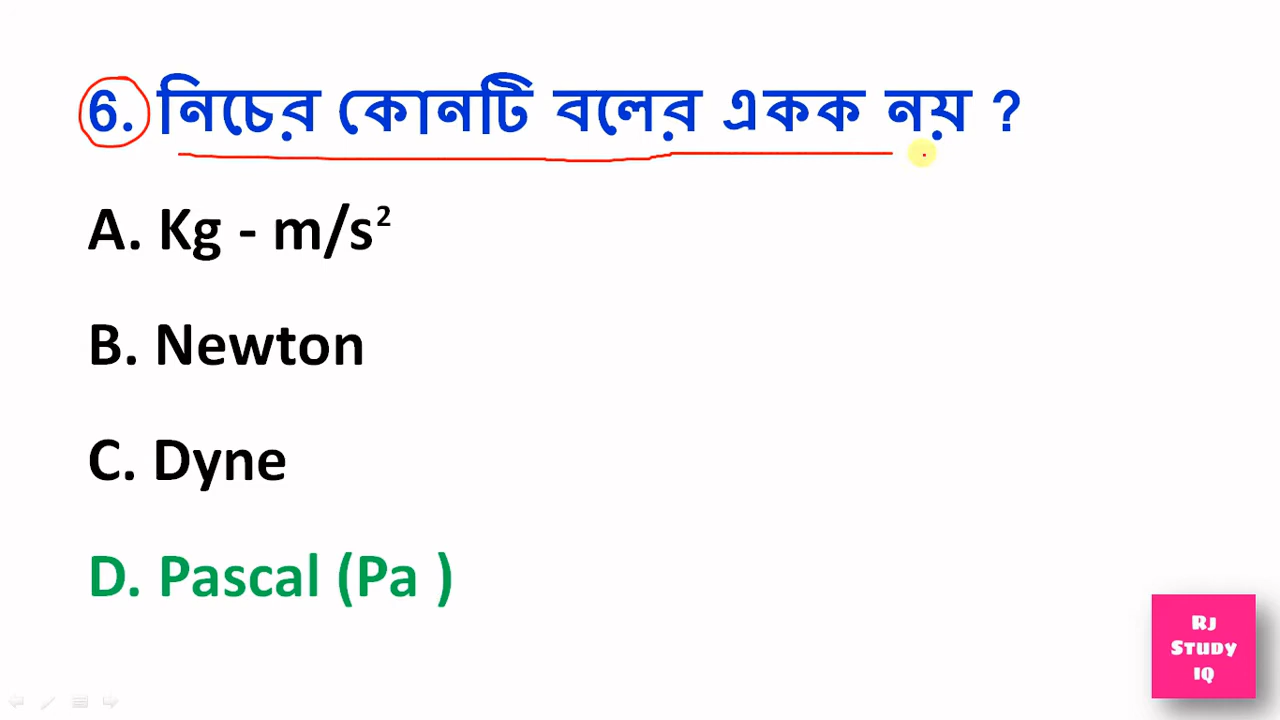 6. নিচের কোনটি বলের একক নয় ?
A. Kg - m/s²
B. Newton
C. Dyne
D. Pascal (Pa )
RJ
STUDY
IQ